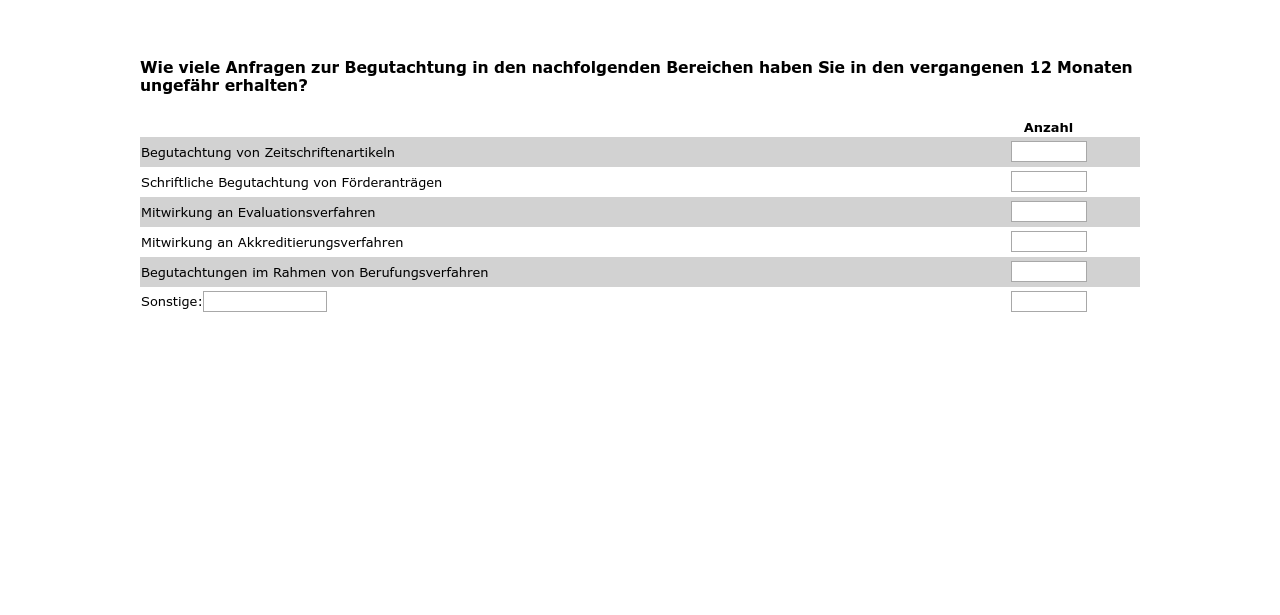 Wie viele Anfragen zur Begutachtung in den nachfolgenden Bereichen haben Sie in den vergangenen 12 Monaten
ungefähr erhalten?
Anzahl
Begutachtung von Zeitschriftenartikeln
Schriftliche Begutachtung von Förderanträgen
Mitwirkung an Evaluationsverfahren
Mitwirkung an Akkreditierungsverfahren
Begutachtungen im Rahmen von Berufungsverfahren
Sonstige: